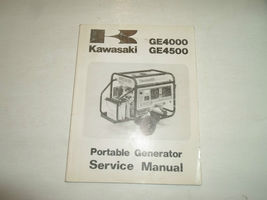 Kawasaki
GE4000
GE4500
Portable Generator
Service Manual